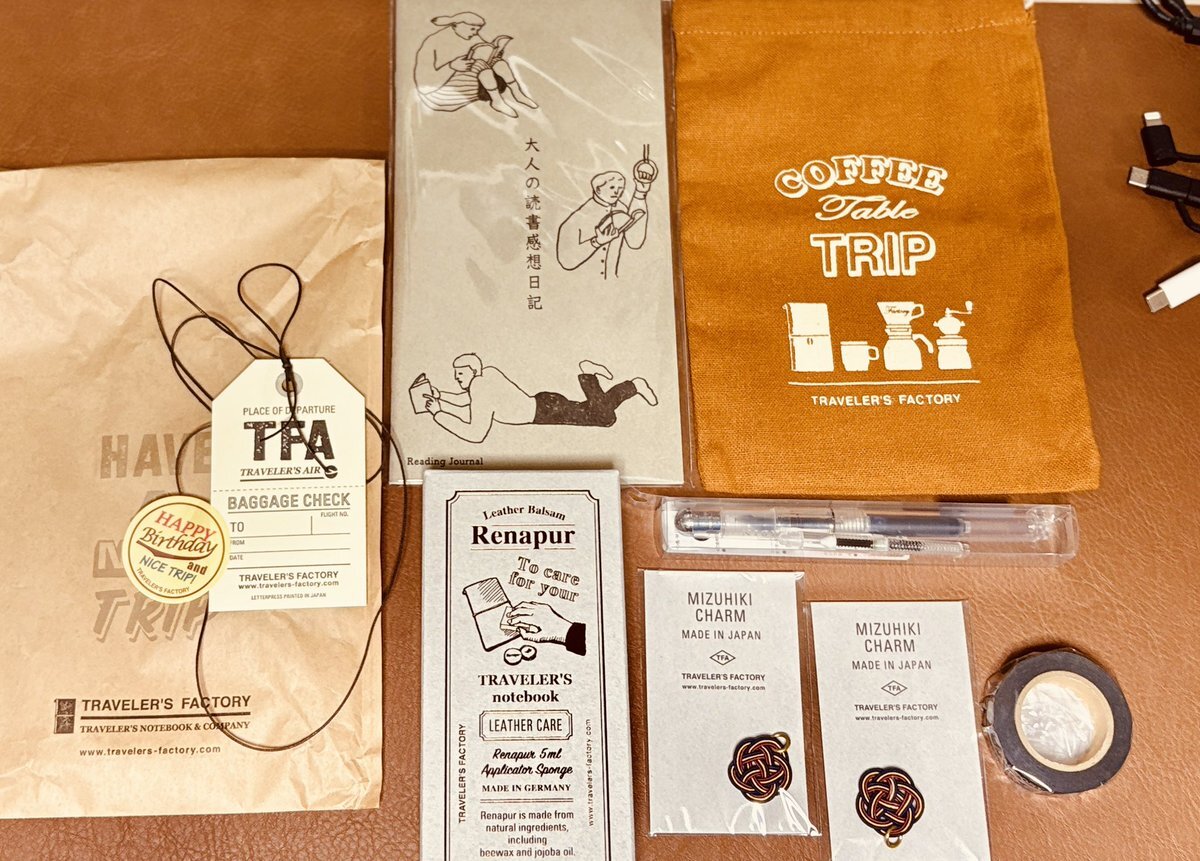 HAVE
A
N
TRIP
TRAVELER'S FACTORY
TRAVELER'S NOTEBOOK & COMPANY
www.travelers-factory.com
PLACE OF DEPARTURE
TFA
TRAVELER'S AIR
BAGGAGE CHECK
TO
FLIGHT NO.
FROM
DATE
TRAVELER'S FACTORY
www.travelers-factory.com
LETTERPRESS PRINTED IN JAPAN
HAPPY
Birthday
and
NICE TRIP!
TRAVELER'S FACTORY
大人の読書感想日記
Reading Journal
COFFEE
Table
TRIP
Factory
TRAVELER'S FACTORY
Leather Balsam
Renapur
To care
for your
TRAVELER'S
notebook
LEATHER CARE
Renapur 5ml
Applicator Sponge
MADE IN GERMANY
Renapur is made from
natural ingredients,
including
beewax and jojoba oil.
TRAVELER'S FACTORY
www.travelers-factory.com
MIZUHIKI
CHARM
MADE IN JAPAN
TFA
TRAVELER'S FACTORY
www.travelers-factory.com
MIZUHIKI
CHARM
MADE IN JAPAN
TFA
TRAVELER'S FACTORY
www.travelers-factory.com